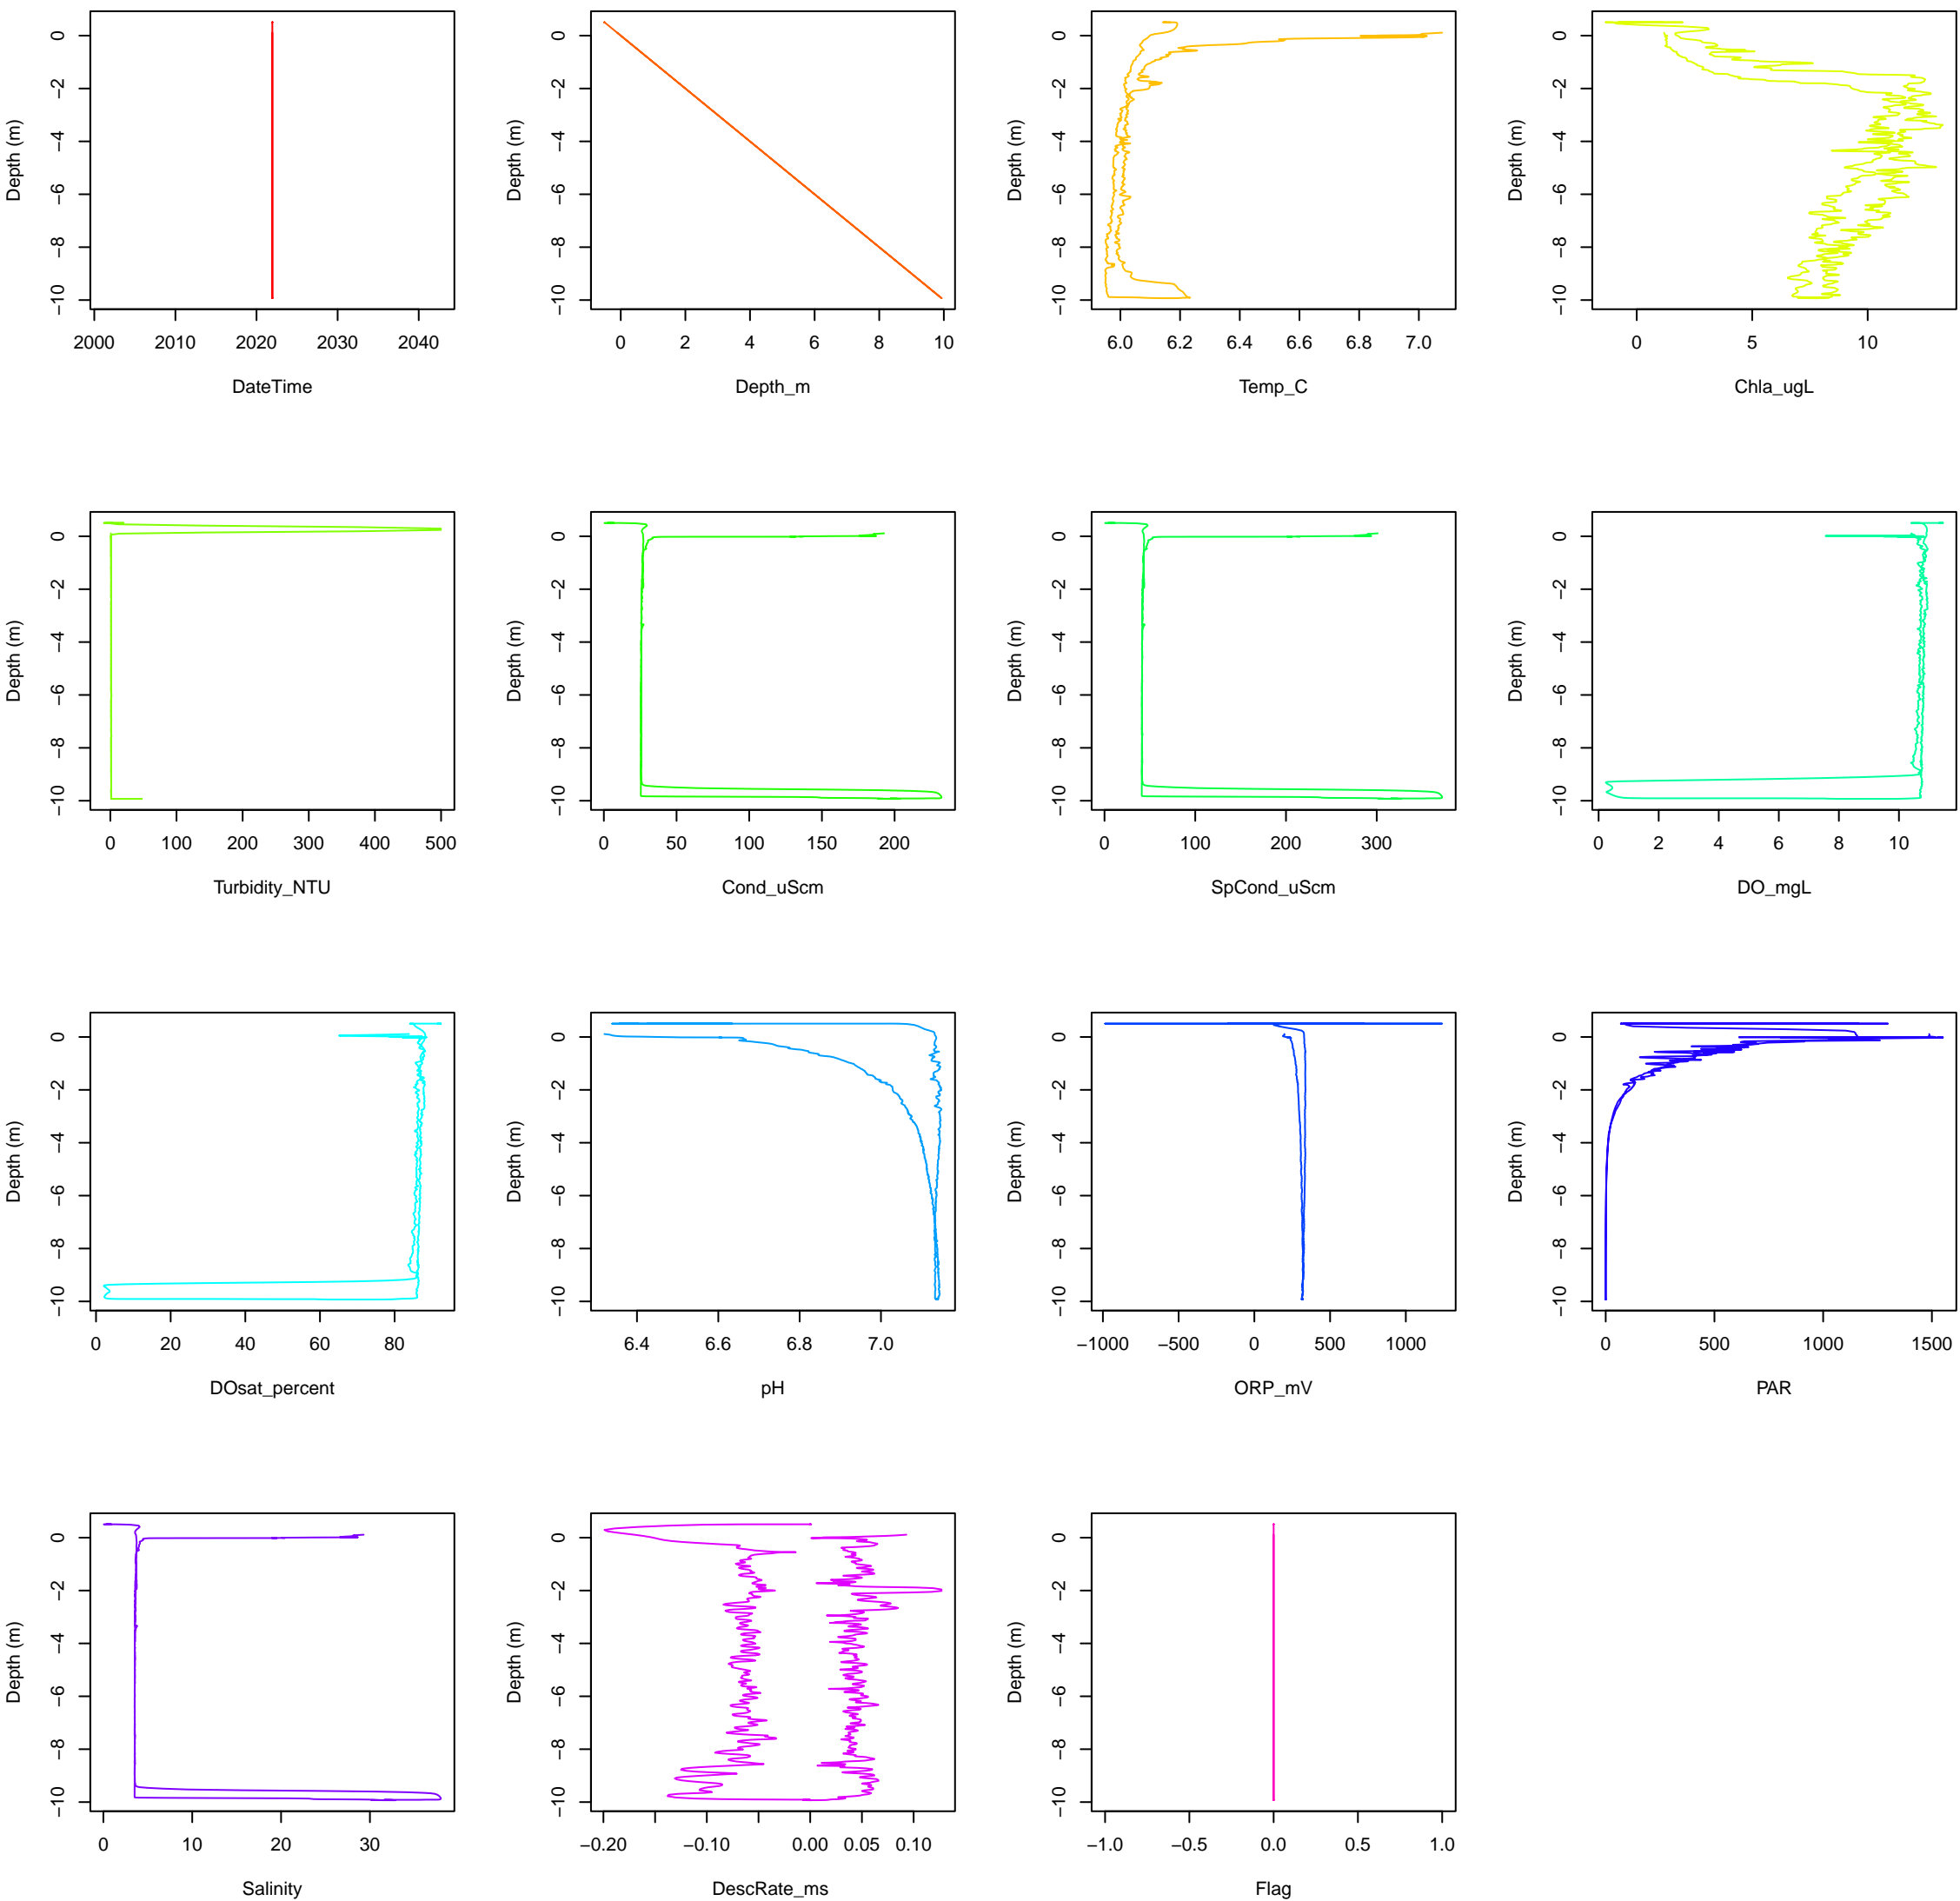 Depth (m)
0
−2
−4
−6
−8
−10
2000 2010 2020 2030 2040
DateTime
Depth (m)
0
−2
−4
−6
−8
−10
0 2 4 6 8 10
Depth_m
Depth (m)
0
−2
−4
−6
−8
−10
6.0 6.2 6.4 6.6 6.8 7.0
Temp_C
Depth (m)
0
−2
−4
−6
−8
−10
0 5 10
Chla_ugL
Depth (m)
0
−2
−4
−6
−8
−10
0 100 200 300 400 500
Turbidity_NTU
Depth (m)
0
−2
−4
−6
−8
−10
0 50 100 150 200
Cond_uScm
Depth (m)
0
−2
−4
−6
−8
−10
0 100 200 300
SpCond_uScm
Depth (m)
0
−2
−4
−6
−8
−10
0 2 4 6 8 10
DO_mgL
Depth (m)
0
−2
−4
−6
−8
−10
0 20 40 60 80
DOsat_percent
Depth (m)
0
−2
−4
−6
−8
−10
6.4 6.6 6.8 7.0
pH
Depth (m)
0
−2
−4
−6
−8
−10
−1000 −500 0 500 1000
ORP_mV
Depth (m)
0
−2
−4
−6
−8
−10
0 500 1000 1500
PAR
Depth (m)
0
−2
−4
−6
−8
−10
0 10 20 30
Salinity
Depth (m)
0
−2
−4
−6
−8
−10
−0.20 −0.10 0.00 0.05 0.10
DescRate_ms
Depth (m)
0
−2
−4
−6
−8
−10
−1.0 −0.5 0.0 0.5 1.0
Flag